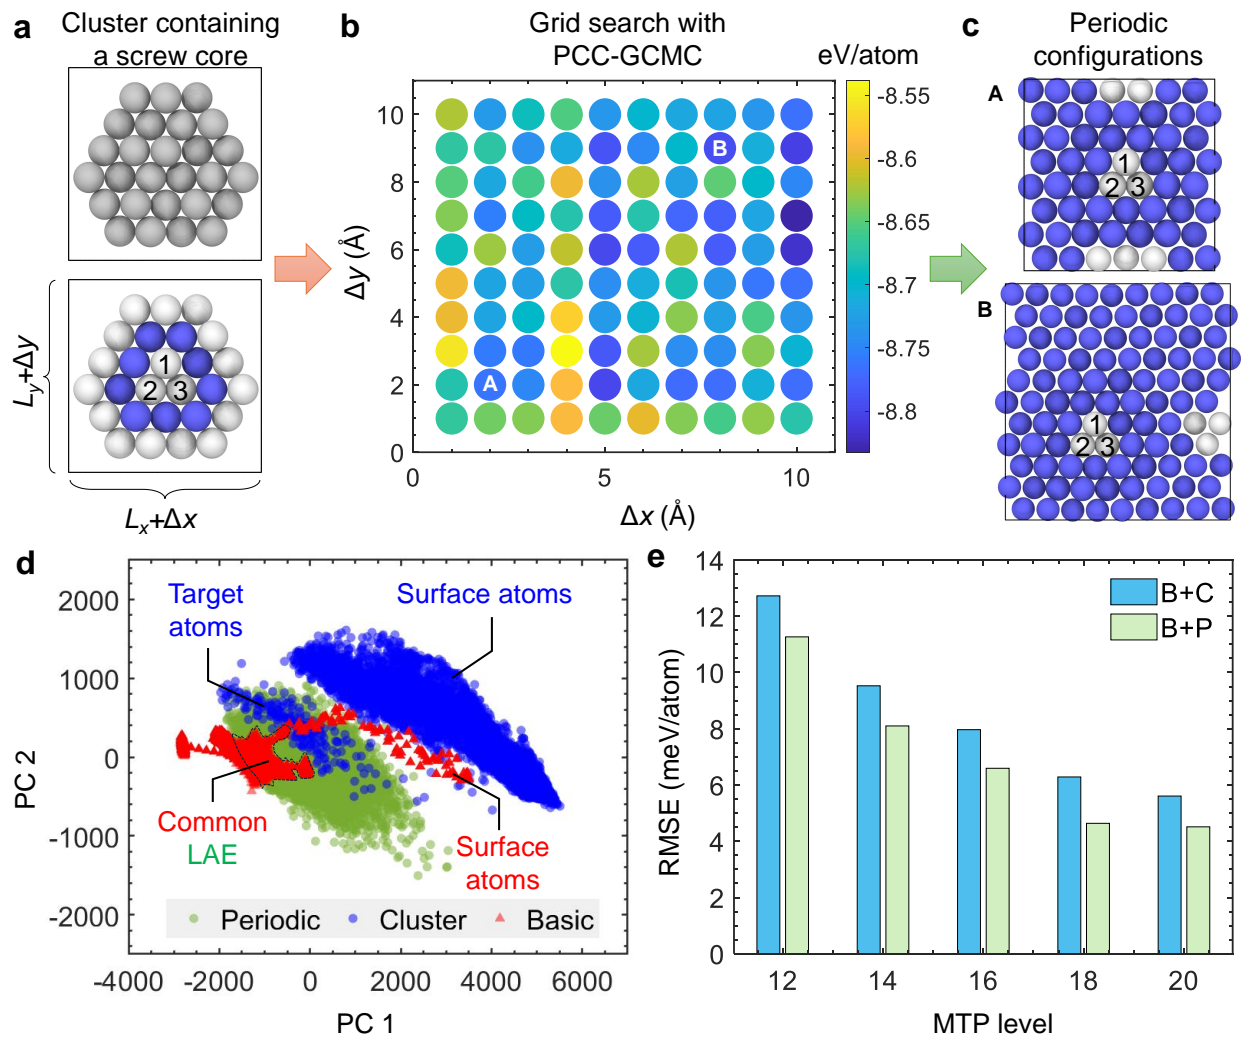 a
Cluster containing
a screw core
1
2
3
Ly+Δy
Lx+Δx
b
Grid search with
PCC-GCMC
eV/atom
10
8
6
4
2
0
Δy (Å)
0
5
10
Δx (Å)
A
B
-8.55
-8.6
-8.65
-8.7
-8.75
-8.8
c
Periodic
configurations
A
1
2
3
B
1
2
3
d
2000
1000
0
-1000
-2000
PC 2
-4000
-2000
0
2000
4000
6000
PC 1
Target
atoms
Surface atoms
Common
LAE
Surface
atoms
Periodic
Cluster
Basic
e
14
12
10
8
6
4
2
0
RMSE (meV/atom)
12
14
16
18
20
MTP level
B+C
B+P